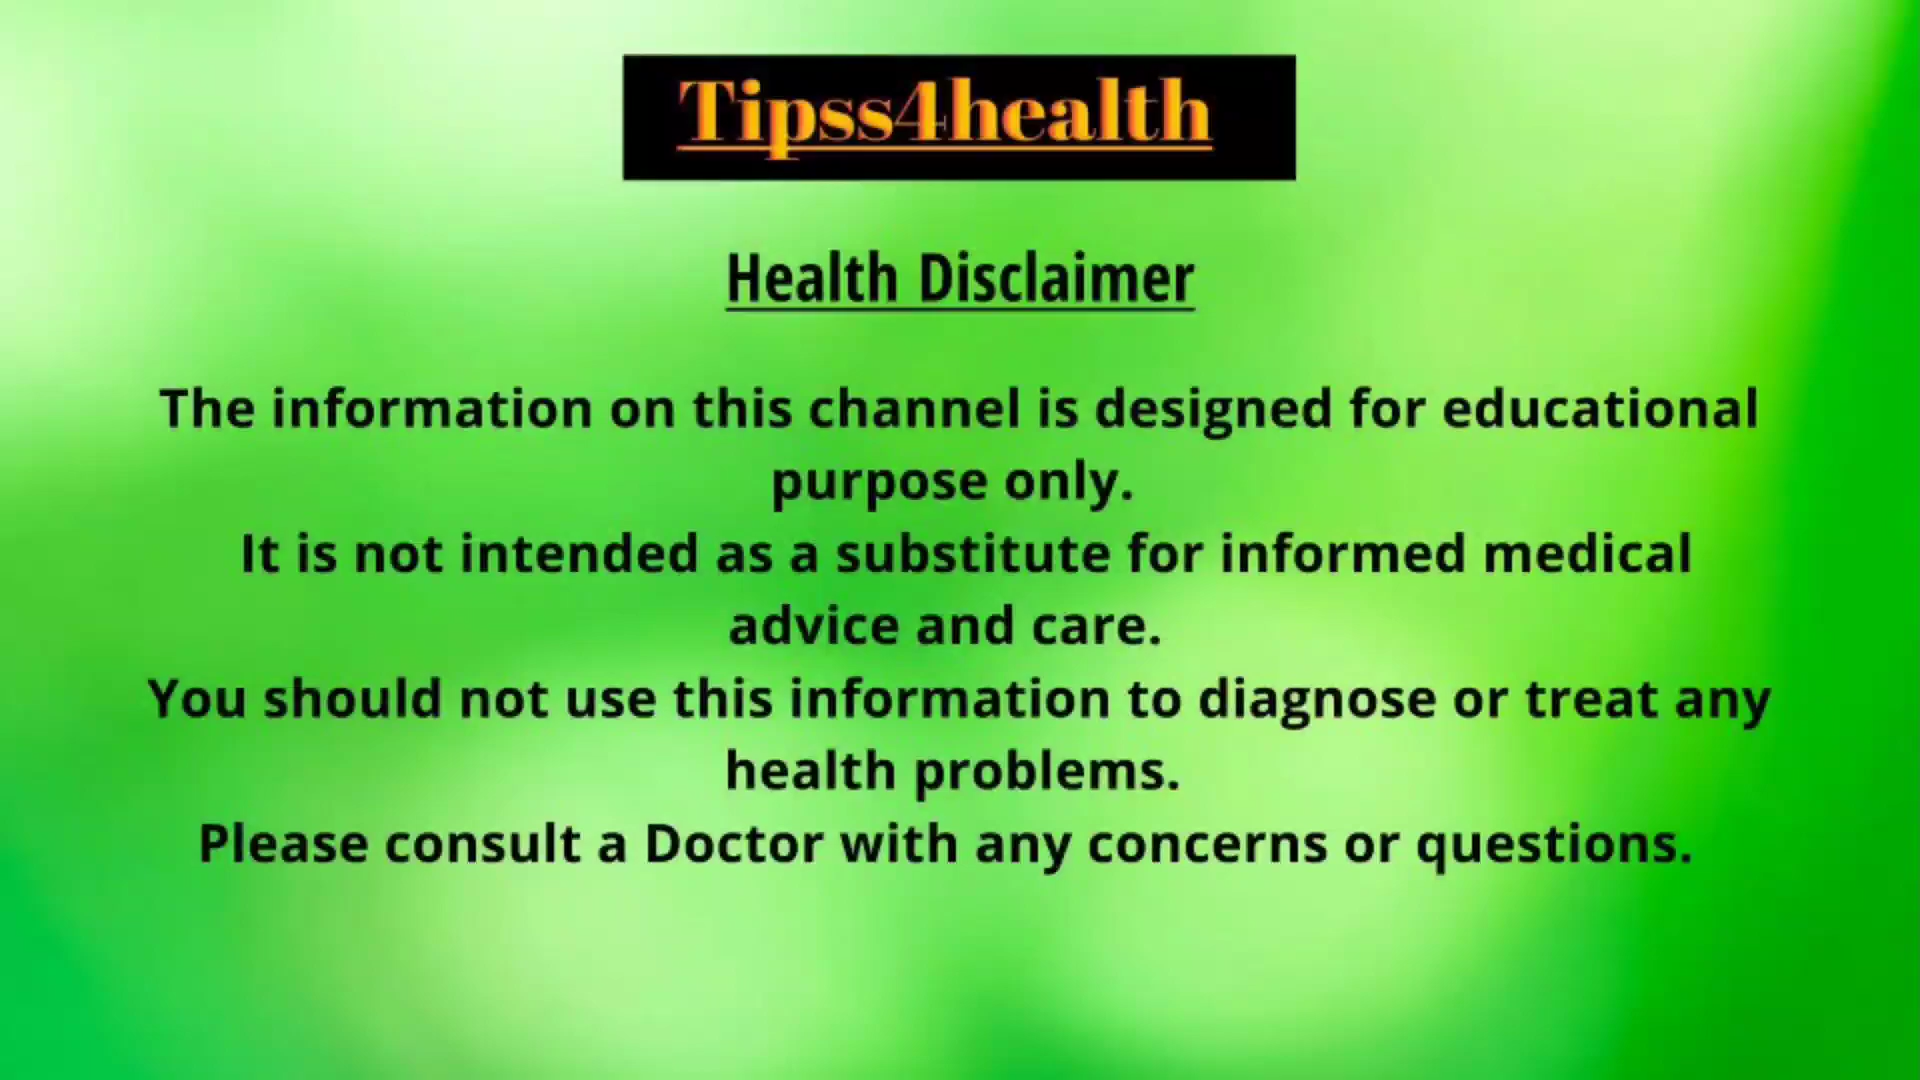 Tipss4health
Health Disclaimer
The information on this channel is designed for educational
purpose only.
It is not intended as a substitute for informed medical
advice and care.
You should not use this information to diagnose or treat any
health problems.
Please consult a Doctor with any concerns or questions.